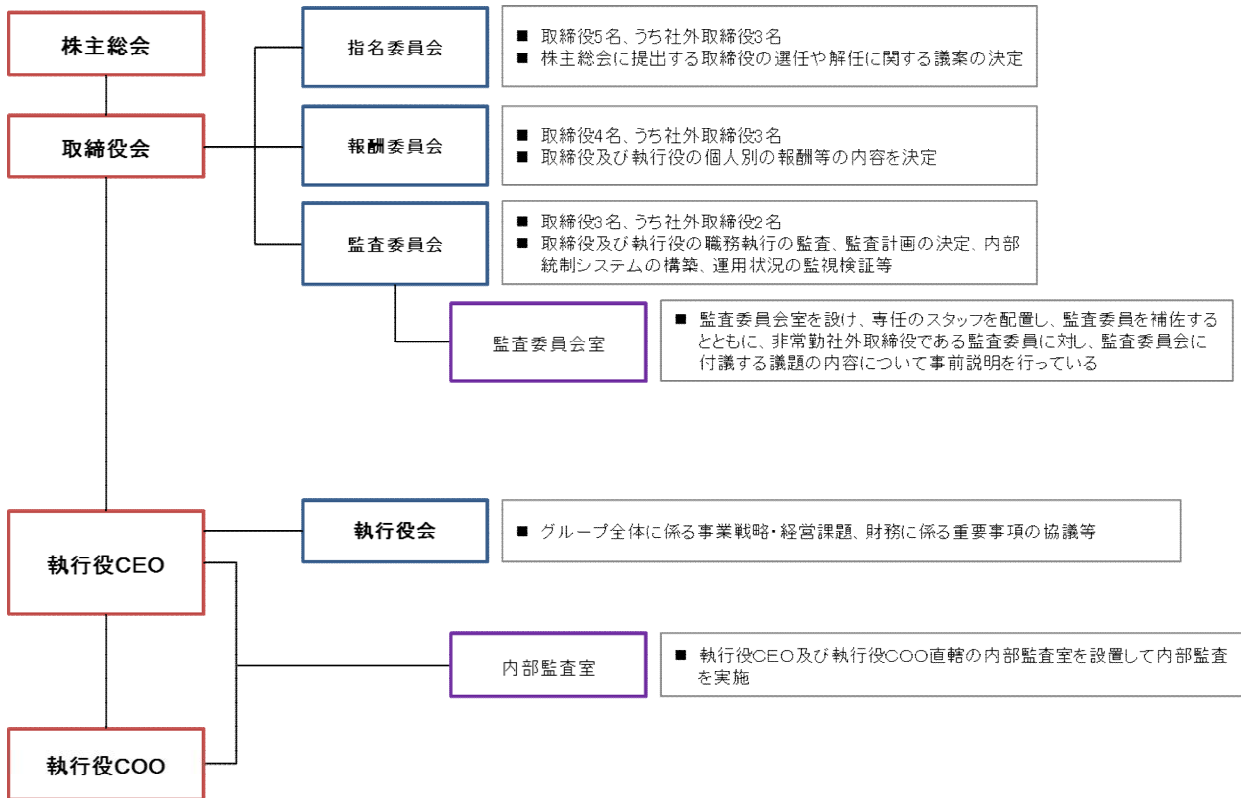 株主総会
指名委員会
■ 取締役5名、うち社外取締役3名
■ 株主総会に提出する取締役の選任や解任に関する議案の決定
取締役会
報酬委員会
■ 取締役4名、うち社外取締役3名
■ 取締役及び執行役の個人別の報酬等の内容を決定
監査委員会
■ 取締役3名、うち社外取締役2名
■ 取締役及び執行役の職務執行の監査、監査計画の決定、内部
統制システムの構築、運用状況の監視検証等
監査委員会室
■ 監査委員会室を設け、専任のスタッフを配置し、監査委員を補佐する
とともに、非常勤社外取締役である監査委員に対し、監査委員会に
付議する議題の内容について事前説明を行っている
執行役CEO
執行役会
■ グループ全体に係る事業戦略・経営課題、財務に係る重要事項の協議等
内部監査室
■ 執行役CEO及び執行役COO直轄の内部監査室を設置して内部監査
を実施
執行役COO